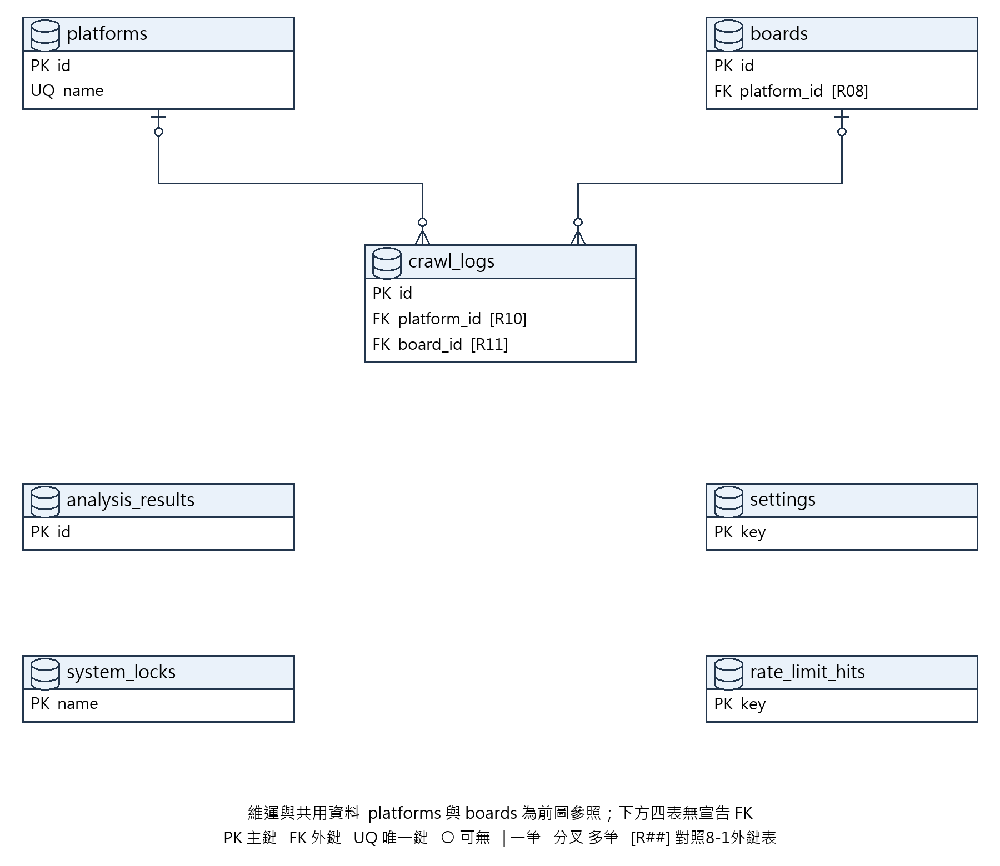 platforms
PK id
UQ name
boards
PK id
FK platform_id [R08]
crawl_logs
PK id
FK platform_id [R10]
FK board_id [R11]
analysis_results
PK id
settings
PK key
system_locks
PK name
rate_limit_hits
PK key
維運與共用資料 platforms 與 boards 為前圖參照；下方四表無宣告 FK
PK 主鍵 FK 外鍵 UQ 唯一鍵 ○ 可無 | 一筆 分叉 多筆 [R##] 對照8-1外鍵表